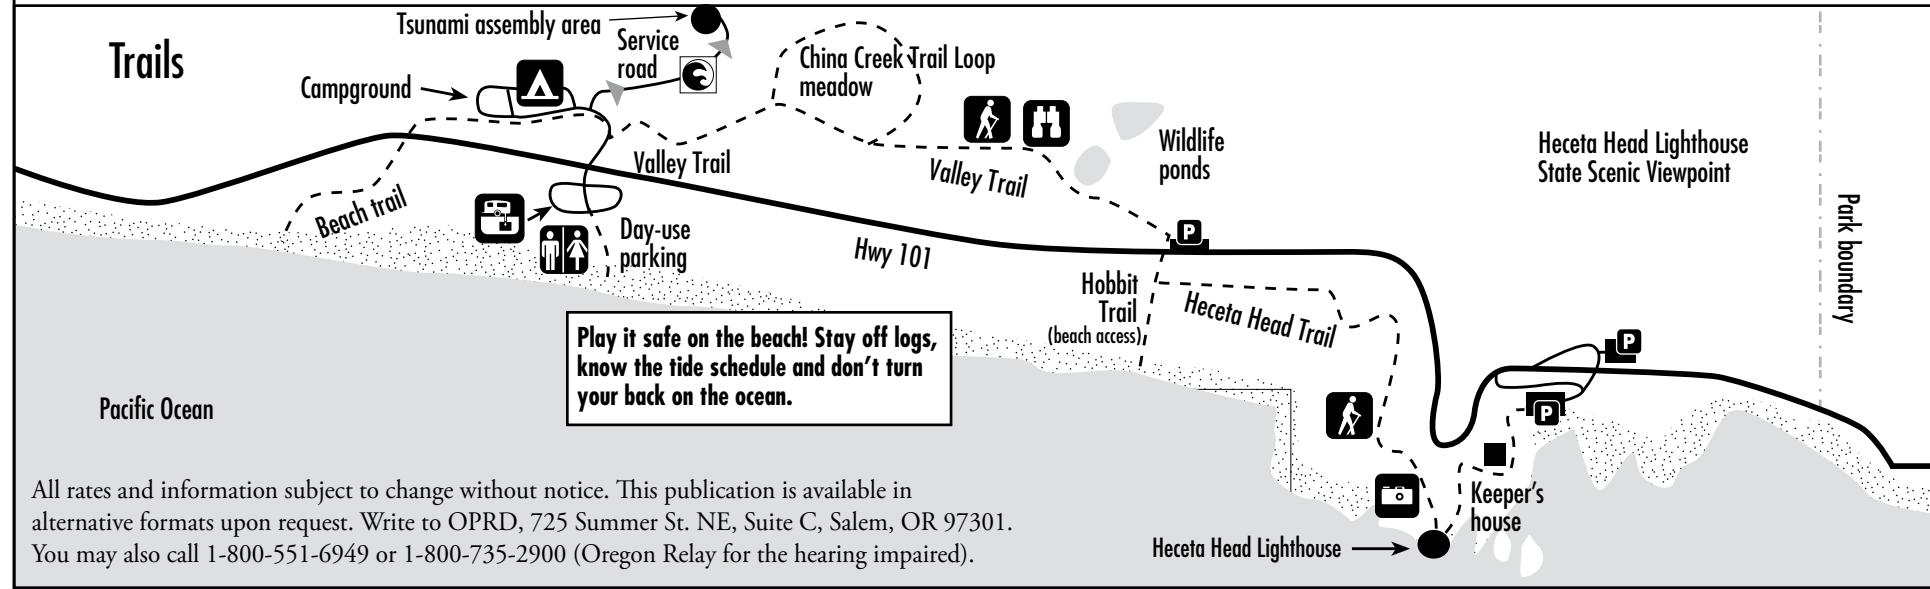 Trails
Tsunami assembly area
Service
road
Campground
China Creek Trail Loop
meadow
Valley Trail
Valley Trail
Wildlife
ponds
Heceta Head Lighthouse
State Scenic Viewpoint
Park boundary
Beach trail
Day-use
parking
Hwy 101
P
Hobbit
Trail
(beach access)
Heceta Head Trail
P
P
Play it safe on the beach! Stay off logs,
know the tide schedule and don't turn
your back on the ocean.
Pacific Ocean
Keeper's
house
Heceta Head Lighthouse
All rates and information subject to change without notice. This publication is available in
alternative formats upon request. Write to OPRD, 725 Summer St. NE, Suite C, Salem, OR 97301.
You may also call 1-800-551-6949 or 1-800-735-2900 (Oregon Relay for the hearing impaired).